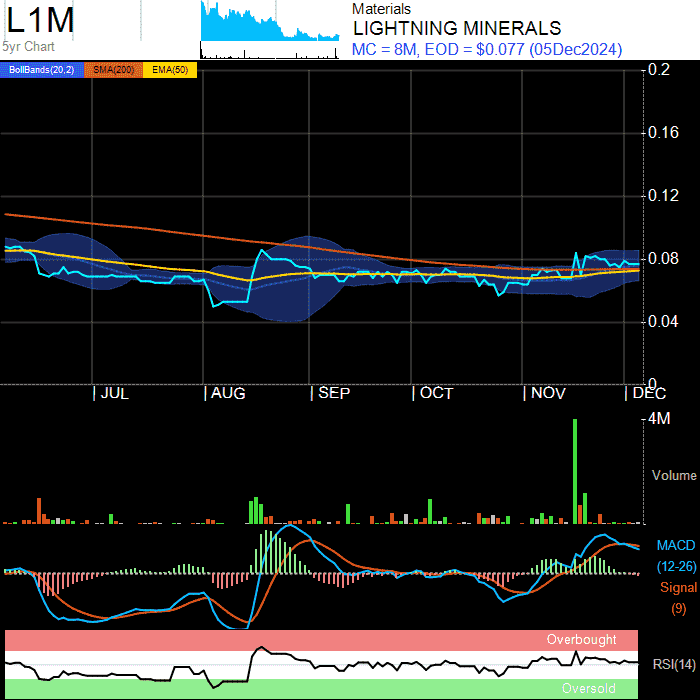 L1M
5yr Chart
Materials
LIGHTNING MINERALS
MC = 8M, EOD = $0.077 (05Dec2024)
BollBands(20,2) SMA(200) EMA(50)
0.2
0.16
0.12
0.08
0.04
0
JUL AUG SEP OCT NOV DEC
4M
Volume
MACD
(12-26)
Signal
(9)
Overbought
RSI(14)
Oversold